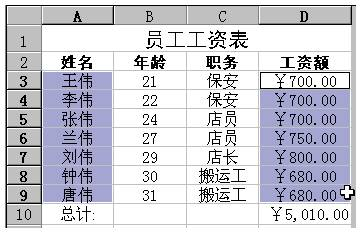 A B C D
1 员工工资表
2 姓名 年龄 职务 工资额
3 王伟 21 保安 ￥700.00
4 李伟 22 保安 ￥700.00
5 张伟 24 店员 ￥700.00
6 兰伟 27 店员 ￥750.00
7 刘伟 29 店长 ￥800.00
8 钟伟 30 搬运工 ￥680.00
9 唐伟 31 搬运工 ￥680.00
10 总计: ￥5,010.00